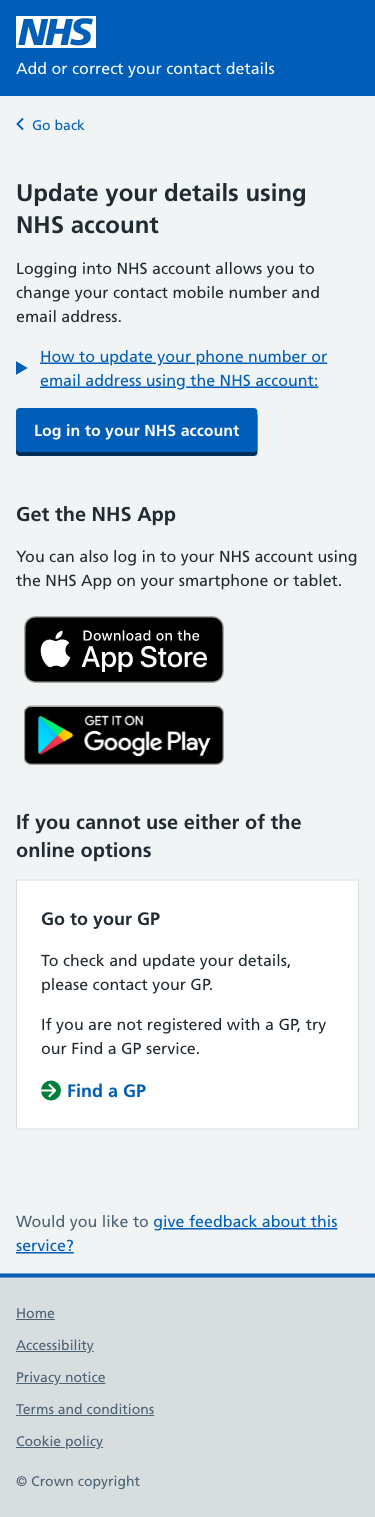 NHS
Add or correct your contact details
Go back
Update your details using
NHS account
Logging into NHS account allows you to
change your contact mobile number and
email address.
How to update your phone number or
email address using the NHS account:
Log in to your NHS account
Get the NHS App
You can also log in to your NHS account using
the NHS App on your smartphone or tablet.
Download on the
App Store
GET IT ON
Google Play
If you cannot use either of the
online options
Go to your GP
To check and update your details,
please contact your GP.
If you are not registered with a GP, try
our Find a GP service.
Find a GP
Would you like to give feedback about this
service?
Home
Accessibility
Privacy notice
Terms and conditions
Cookie policy
© Crown copyright